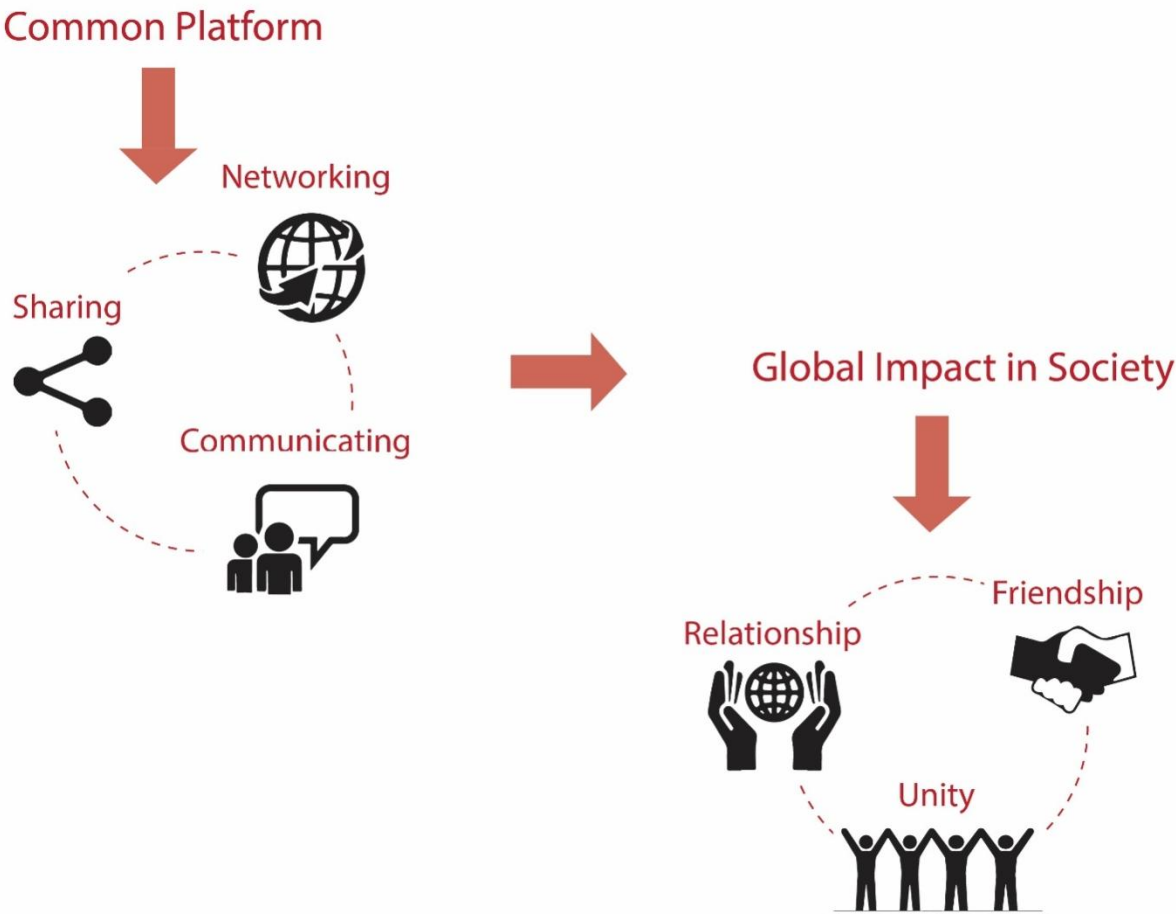 Common Platform
Networking
Sharing
Communicating
Global Impact in Society
Friendship
Relationship
Unity